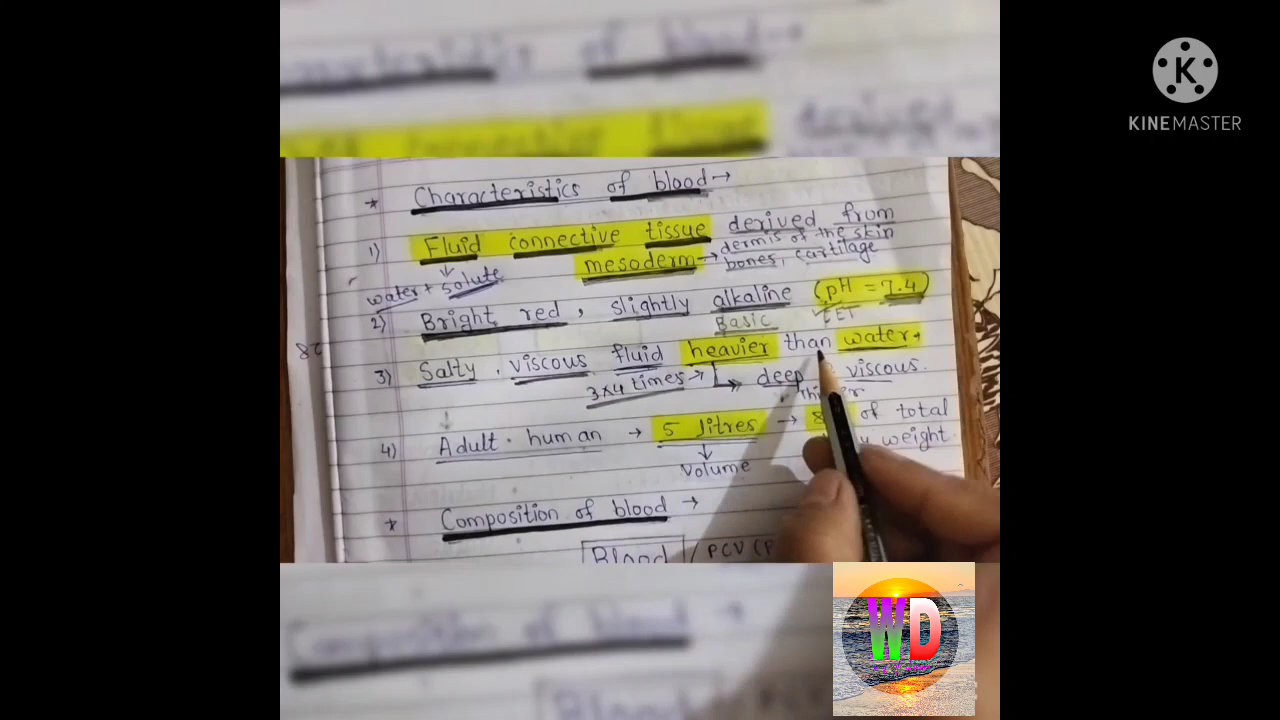 KINEMASTER
* Characteristics of blood →
1) Fluid connective tissue derived from
mesoderm → dermis of the skin
bones, cartilage
water + solute
2) Bright red, slightly alkaline (pH = 7.4)
Basic
3) Salty, viscous fluid heavier than water,
3x4 times → deep viscous.
4) Adult human → 5 litres → 8 of total
weight.
Volume
* Composition of blood →
Blood / PCV (P
WD